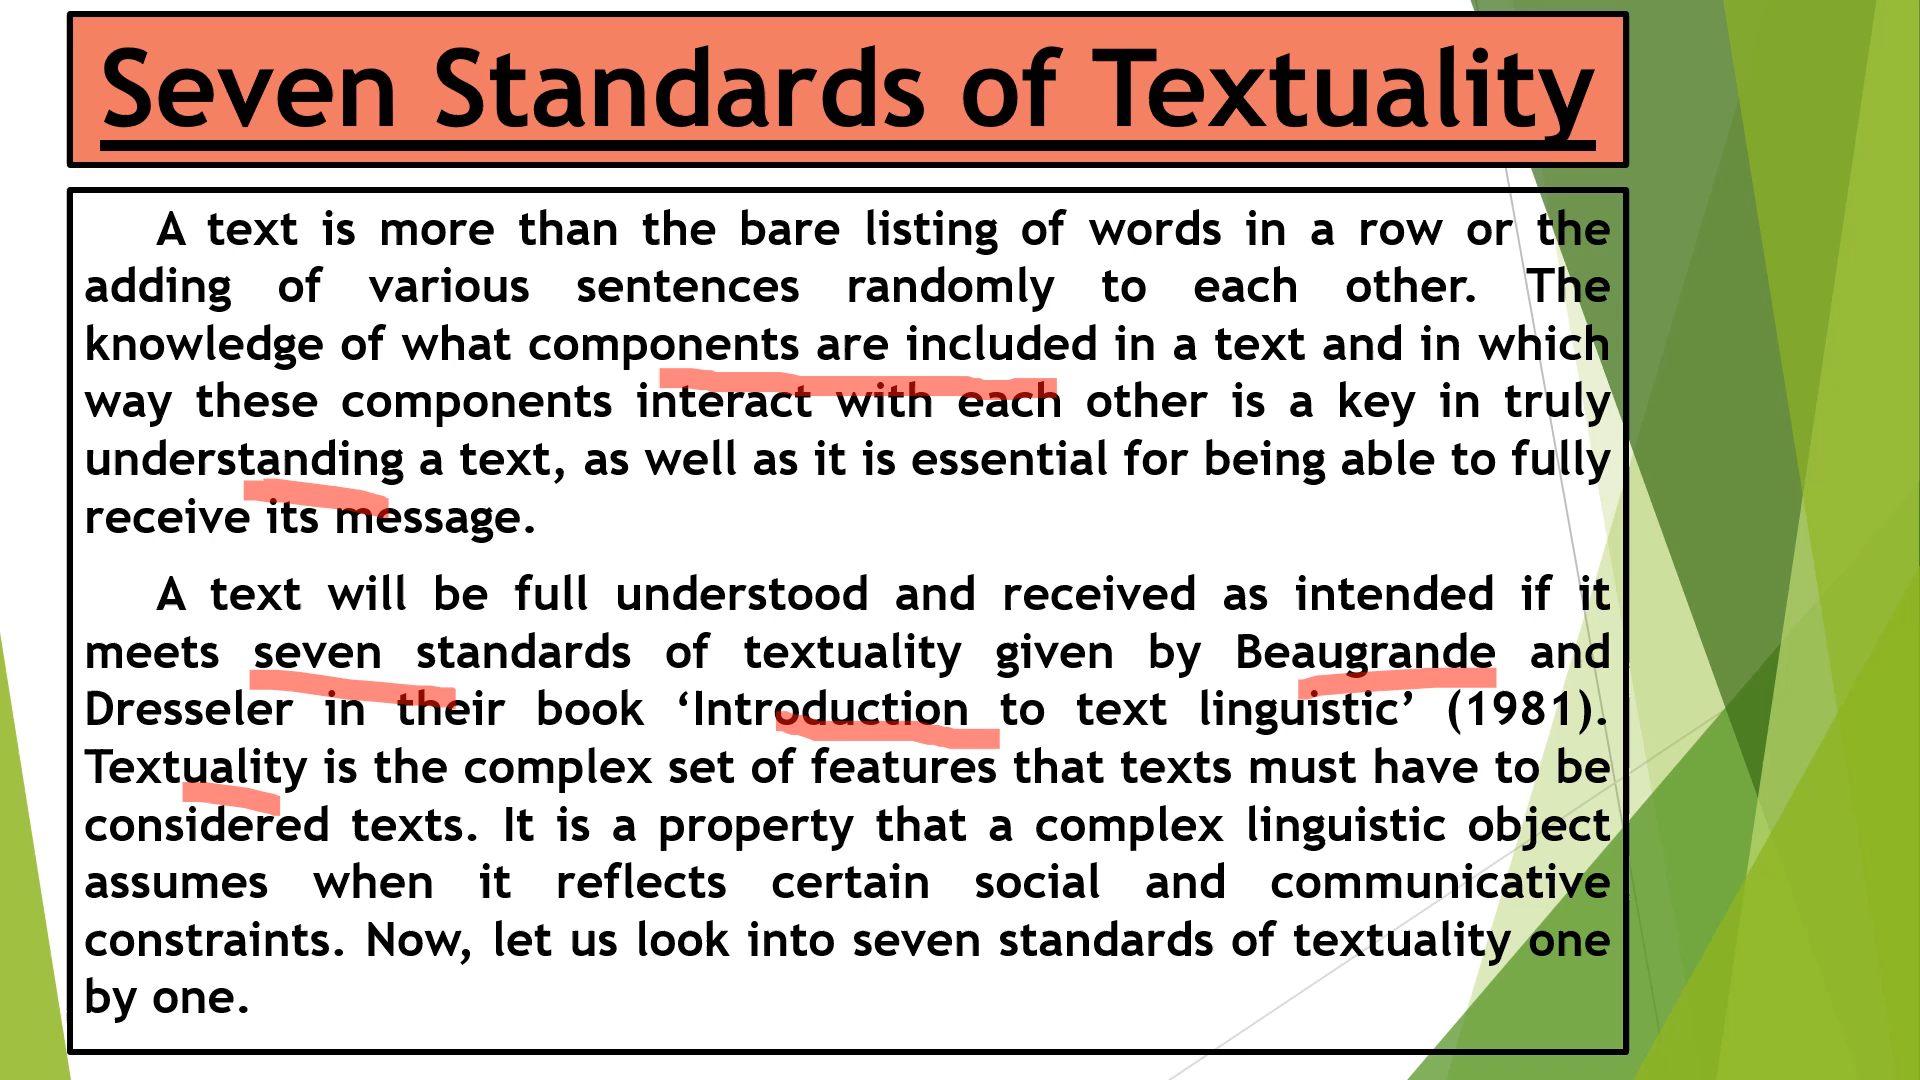 Seven Standards of Textuality
A text is more than the bare listing of words in a row or the
adding of various sentences randomly to each other. The
knowledge of what components are included in a text and in which
way these components interact with each other is a key in truly
understanding a text, as well as it is essential for being able to fully
receive its message.
A text will be full understood and received as intended if it
meets seven standards of textuality given by Beaugrande and
Dresseler in their book ‘Introduction to text linguistic’ (1981).
Textuality is the complex set of features that texts must have to be
considered texts. It is a property that a complex linguistic object
assumes when it reflects certain social and communicative
constraints. Now, let us look into seven standards of textuality one
by one.